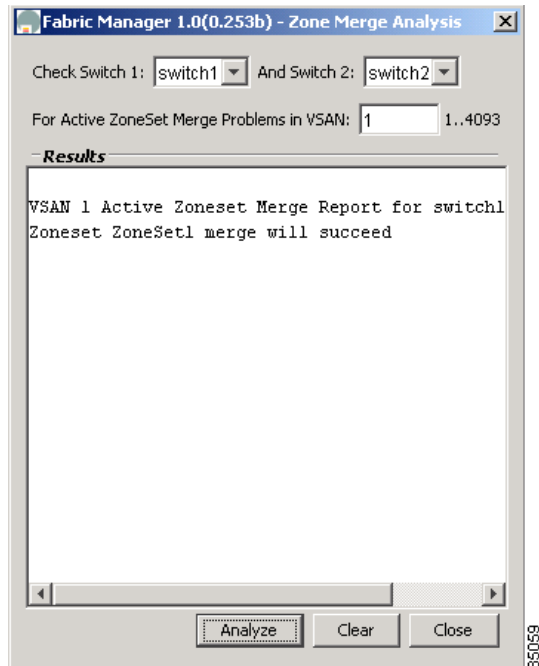 Fabric Manager 1.0(0.253b) - Zone Merge Analysis
Check Switch 1: switch1 And Switch 2: switch2
For Active ZoneSet Merge Problems in VSAN: 1 1..4093
Results
VSAN 1 Active Zoneset Merge Report for switch1
Zoneset ZoneSet1 merge will succeed
Analyze Clear Close